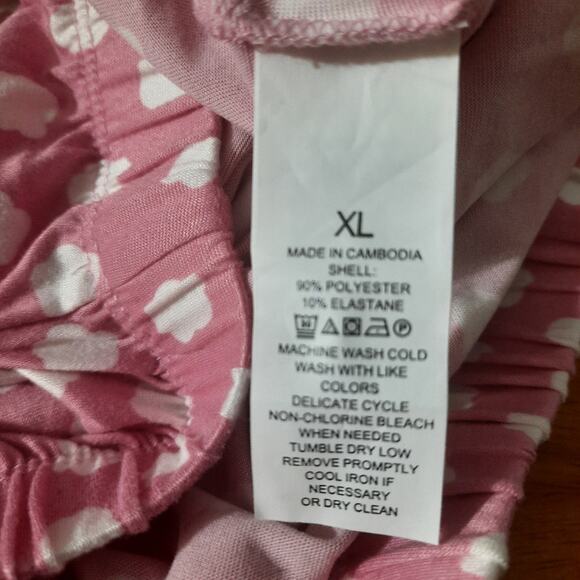 XL
MADE IN CAMBODIA
SHELL:
90% POLYESTER
10% ELASTANE
MACHINE WASH COLD
WASH WITH LIKE
COLORS
DELICATE CYCLE
NON-CHLORINE BLEACH
WHEN NEEDED
TUMBLE DRY LOW
REMOVE PROMPTLY
COOL IRON IF
NECESSARY
OR DRY CLEAN